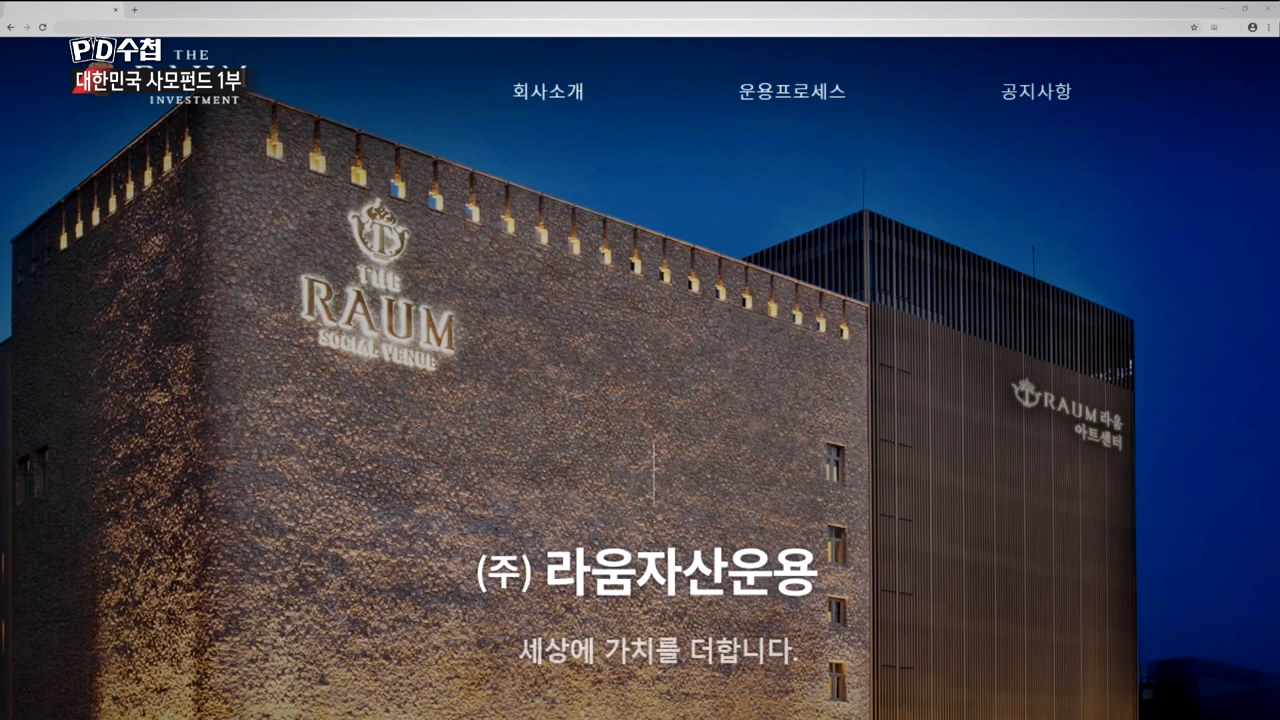 PD수첩
THE
대한민국 사모펀드 1부
INVESTMENT
회사소개
운용프로세스
공지사항
T
THE
RAUM
SOCIAL VENUE
RAUM 라움
아트센터
(주) 라움자산운용
세상에 가치를 더합니다.